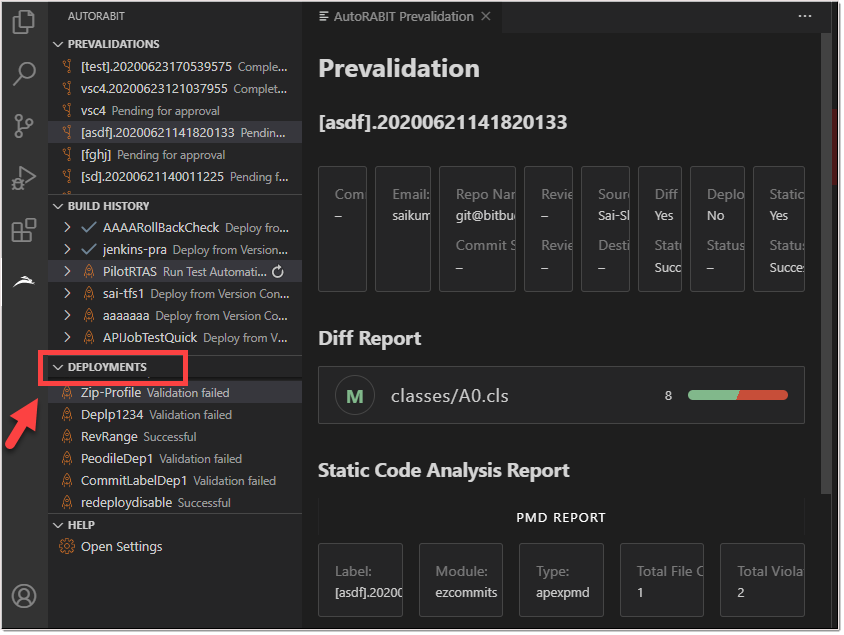 AUTORABIT
PREVALIDATIONS
[test].20200623170539575 Comple...
vsc4.20200623121037955 Complet...
vsc4 Pending for approval
[asdf].20200621141820133 Pendin...
[fghj] Pending for approval
[sd].20200621140011225 Pending f...
BUILD HISTORY
AAAARollBackCheck Deploy fro...
jenkins-pra Deploy from Version...
PilotRTAS Run Test Automati...
sai-tfs1 Deploy from Version Con...
aaaaaaa Deploy from Version Co...
APIJobTestQuick Deploy from V...
DEPLOYMENTS
Zip-Profile Validation failed
Deplp1234 Validation failed
RevRange Successful
PeodileDep1 Validation failed
CommitLabelDep1 Validation failed
redeploydisable Successful
HELP
Open Settings
AutoRABIT Prevalidation
Prevalidation
[asdf].20200621141820133
Com
–
Email:
saikum
Repo Nar
git@bitbu
Commit S
–
Revie
–
Revie
–
Sourc
Sai-Sl
Desti
–
Diff
Yes
Statu
Succ
Deplo
No
Status
–
Static
Yes
Status
Succes
Diff Report
M classes/A0.cls 8
Static Code Analysis Report
PMD REPORT
Label:
[asdf].20200
Module:
ezcommits
Type:
apexpmd
Total File C
1
Total Viola
2